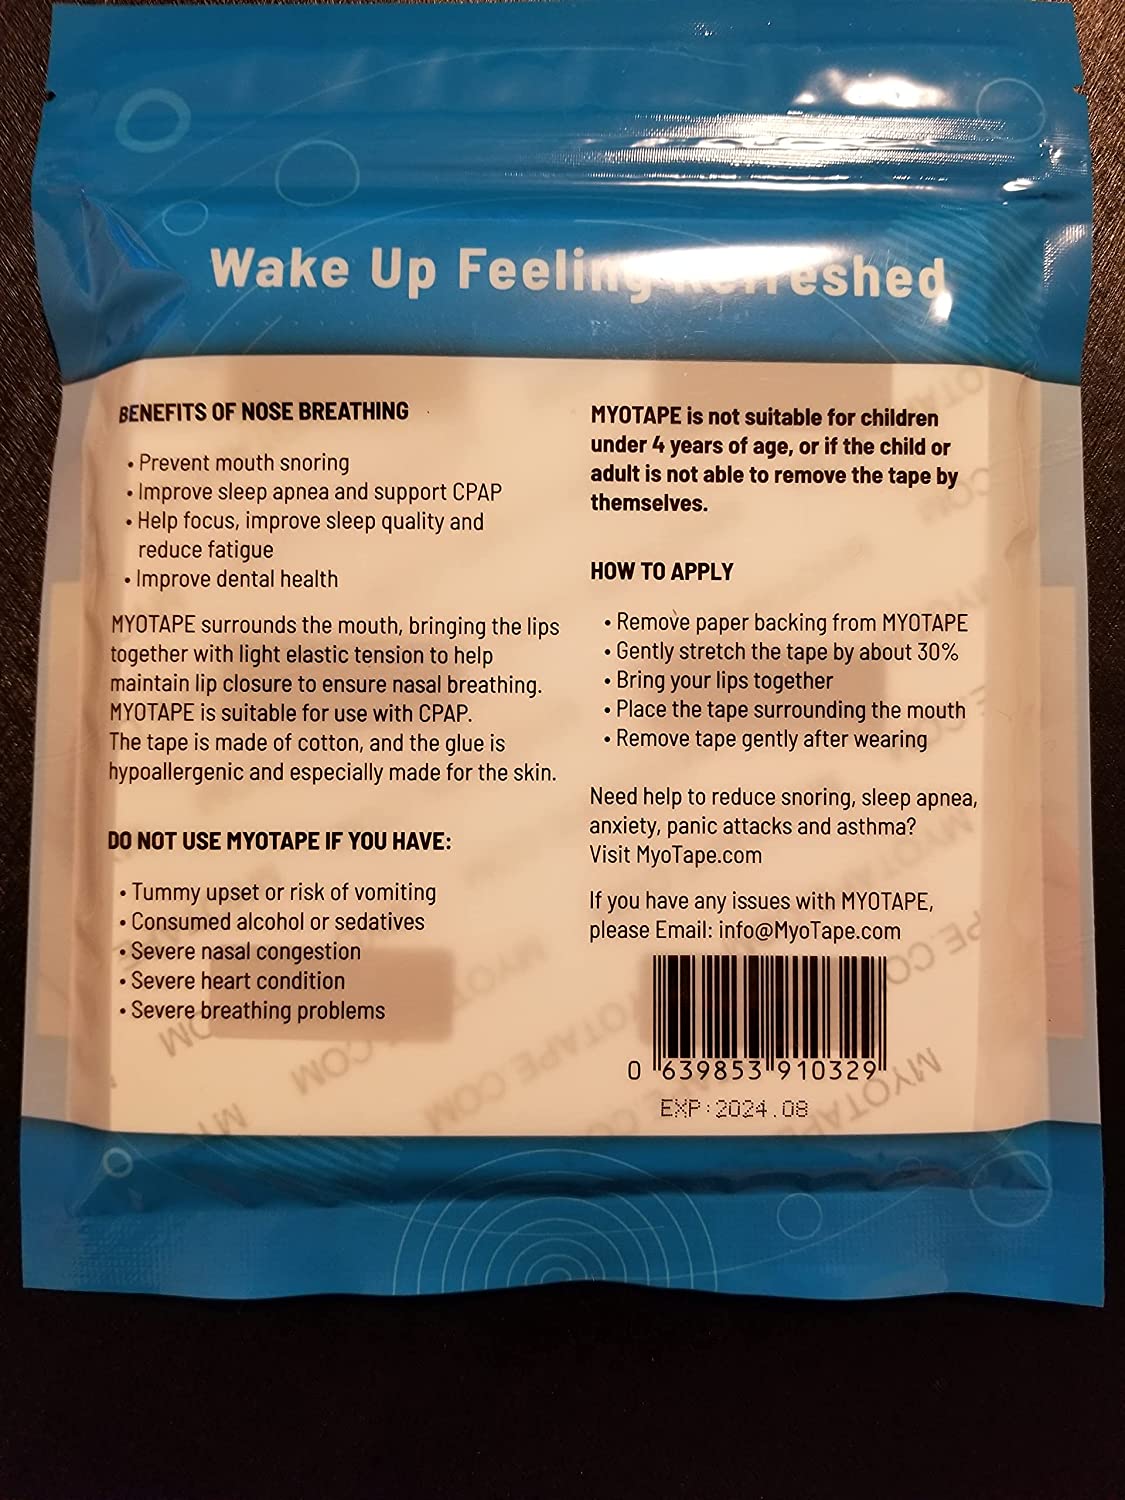 Wake Up Feeling Refreshed
BENEFITS OF NOSE BREATHING
• Prevent mouth snoring
• Improve sleep apnea and support CPAP
• Help focus, improve sleep quality and
reduce fatigue
• Improve dental health
MYOTAPE surrounds the mouth, bringing the lips
together with light elastic tension to help
maintain lip closure to ensure nasal breathing.
MYOTAPE is suitable for use with CPAP.
The tape is made of cotton, and the glue is
hypoallergenic and especially made for the skin.
DO NOT USE MYOTAPE IF YOU HAVE:
• Tummy upset or risk of vomiting
• Consumed alcohol or sedatives
• Severe nasal congestion
• Severe heart condition
• Severe breathing problems
MYOTAPE is not suitable for children
under 4 years of age, or if the child or
adult is not able to remove the tape by
themselves.
HOW TO APPLY
• Remove paper backing from MYOTAPE
• Gently stretch the tape by about 30%
• Bring your lips together
• Place the tape surrounding the mouth
• Remove tape gently after wearing
Need help to reduce snoring, sleep apnea,
anxiety, panic attacks and asthma?
Visit MyoTape.com
If you have any issues with MYOTAPE,
please Email: info@MyoTape.com
0 639853 910329
EXP:2024.08